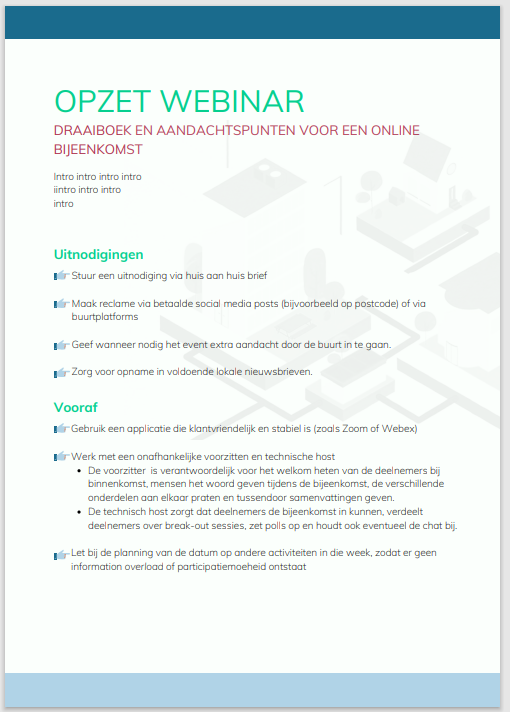 OPZET WEBINAR
DRAAIBOEK EN AANDACHTSPUNTEN VOOR EEN ONLINE
BIJEENKOMST
Intro intro intro intro
iintro intro intro
intro
Uitnodigingen
Stuur een uitnodiging via huis aan huis brief
Maak reclame via betaalde social media posts (bijvoorbeeld op postcode) of via
buurtplatforms
Geef wanneer nodig het event extra aandacht door de buurt in te gaan.
Zorg voor opname in voldoende lokale nieuwsbrieven.
Vooraf
Gebruik een applicatie die klantvriendelijk en stabiel is (zoals Zoom of Webex)
Werk met een onafhankelijke voorzitten en technische host
• De voorzitter is verantwoordelijk voor het welkom heten van de deelnemers bij
binnenkomst, mensen het woord geven tijdens de bijeenkomst, de verschillende
onderdelen aan elkaar praten en tussendoor samenvattingen geven.
• De technisch host zorgt dat deelnemers de bijeenkomst in kunnen, verdeelt
deelnemers over break-out sessies, zet polls op en houdt ook eventueel de chat bij.
Let bij de planning van de datum op andere activiteiten in die week, zodat er geen
information overload of participatiemoeheid ontstaat